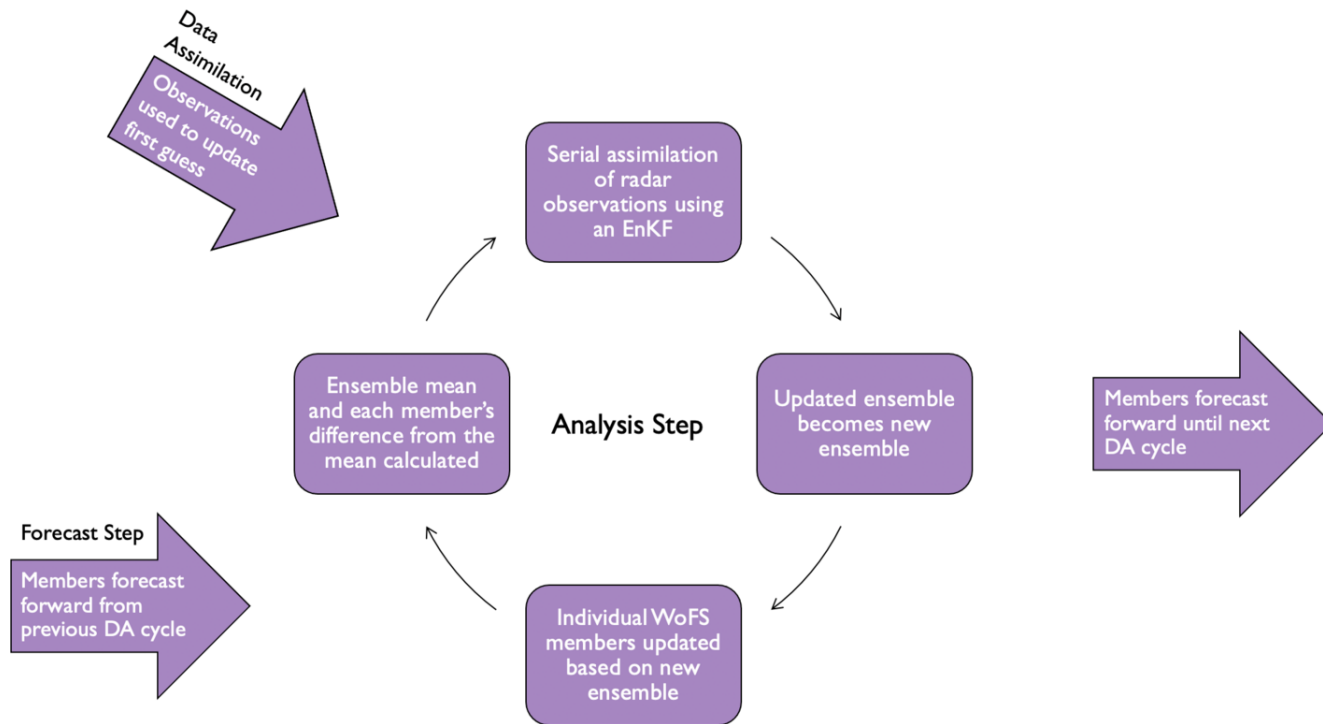 Data
Assimilation
Observations
used to update
first guess
Serial assimilation
of radar
observations using
an EnKF
Ensemble mean
and each member's
difference from the
mean calculated
Analysis Step
Updated ensemble
becomes new
ensemble
Members forecast
forward until next
DA cycle
Forecast Step
Members forecast
forward from
previous DA cycle
Individual WoFS
members updated
based on new
ensemble